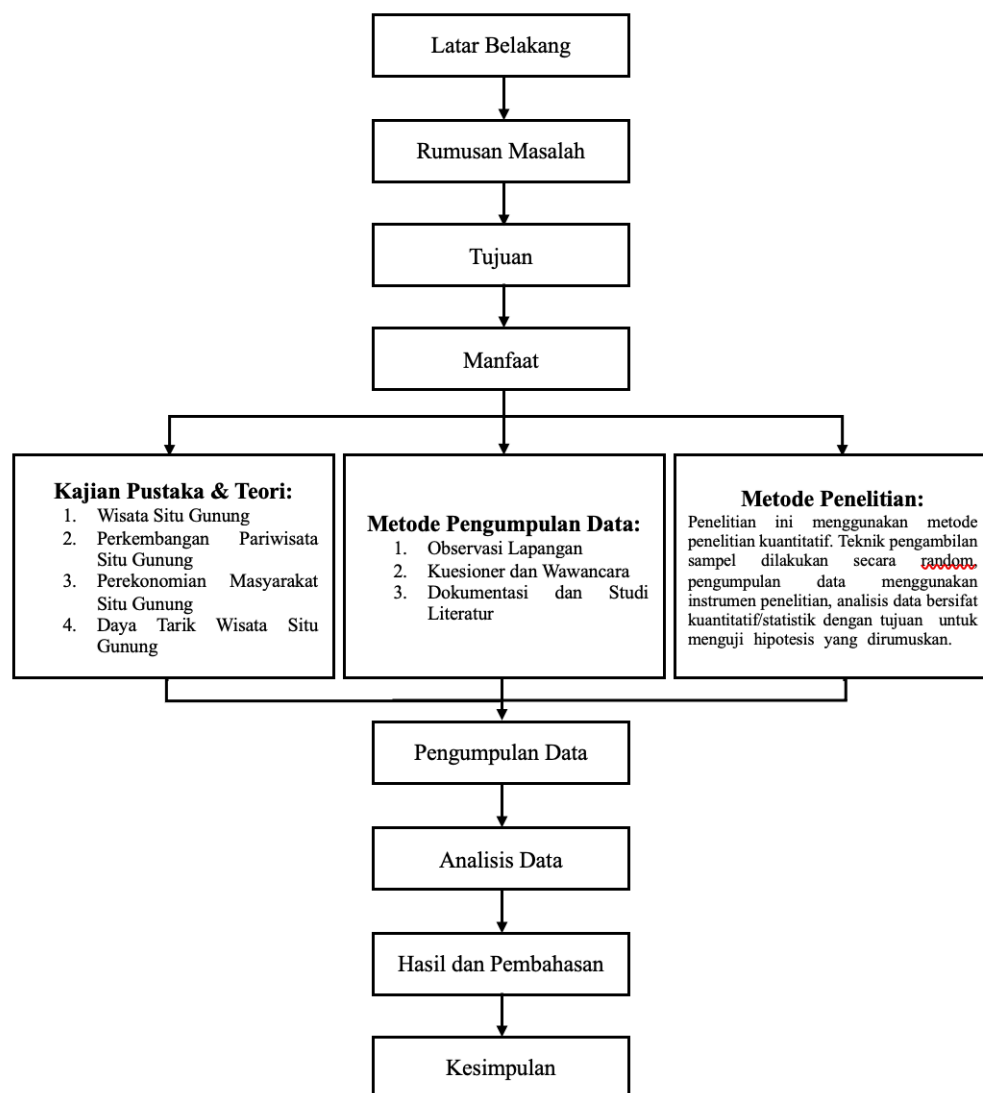 Latar Belakang
Rumusan Masalah
Tujuan
Manfaat
Kajian Pustaka & Teori:
1. Wisata Situ Gunung
2. Perkembangan Pariwisata
Situ Gunung
3. Perekonomian Masyarakat
Situ Gunung
4. Daya Tarik Wisata Situ
Gunung
Metode Pengumpulan Data:
1. Observasi Lapangan
2. Kuesioner dan Wawancara
3. Dokumentasi dan Studi
Literatur
Metode Penelitian:
Penelitian ini menggunakan metode
penelitian kuantitatif. Teknik pengambilan
sampel dilakukan secara random,
pengumpulan data menggunakan
instrumen penelitian, analisis data bersifat
kuantitatif/statistik dengan tujuan untuk
menguji hipotesis yang dirumuskan.
Pengumpulan Data
Analisis Data
Hasil dan Pembahasan
Kesimpulan